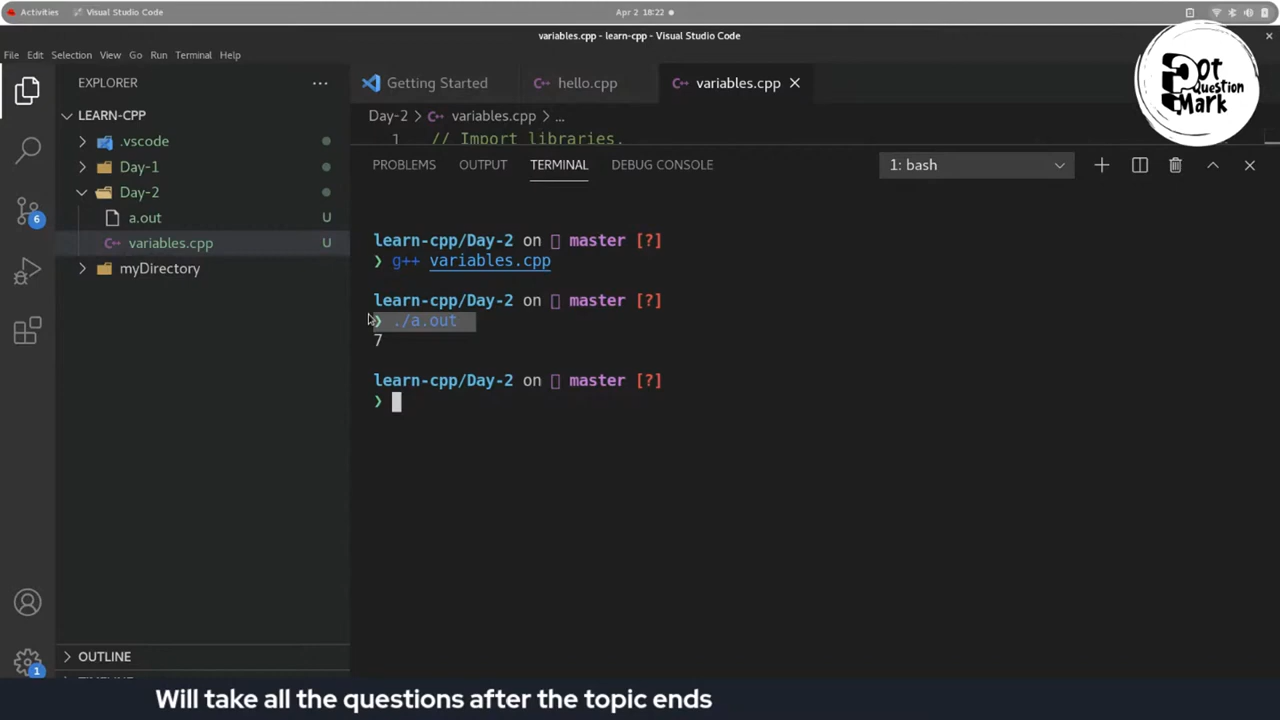 Activities Visual Studio Code Apr 2 18:22
variables.cpp - learn-cpp - Visual Studio Code
File Edit Selection View Go Run Terminal Help
Dot Question Mark
EXPLORER
Getting Started hello.cpp variables.cpp
LEARN-CPP
Day-2 > variables.cpp > ...
1 // Import libraries.
.vscode
Day-1
Day-2
a.out U
variables.cpp U
myDirectory
6
PROBLEMS OUTPUT TERMINAL DEBUG CONSOLE 1: bash
learn-cpp/Day-2 on master [?]
❯ g++ variables.cpp
learn-cpp/Day-2 on master [?]
❯ ./a.out
7
learn-cpp/Day-2 on master [?]
❯
OUTLINE
1
Will take all the questions after the topic ends